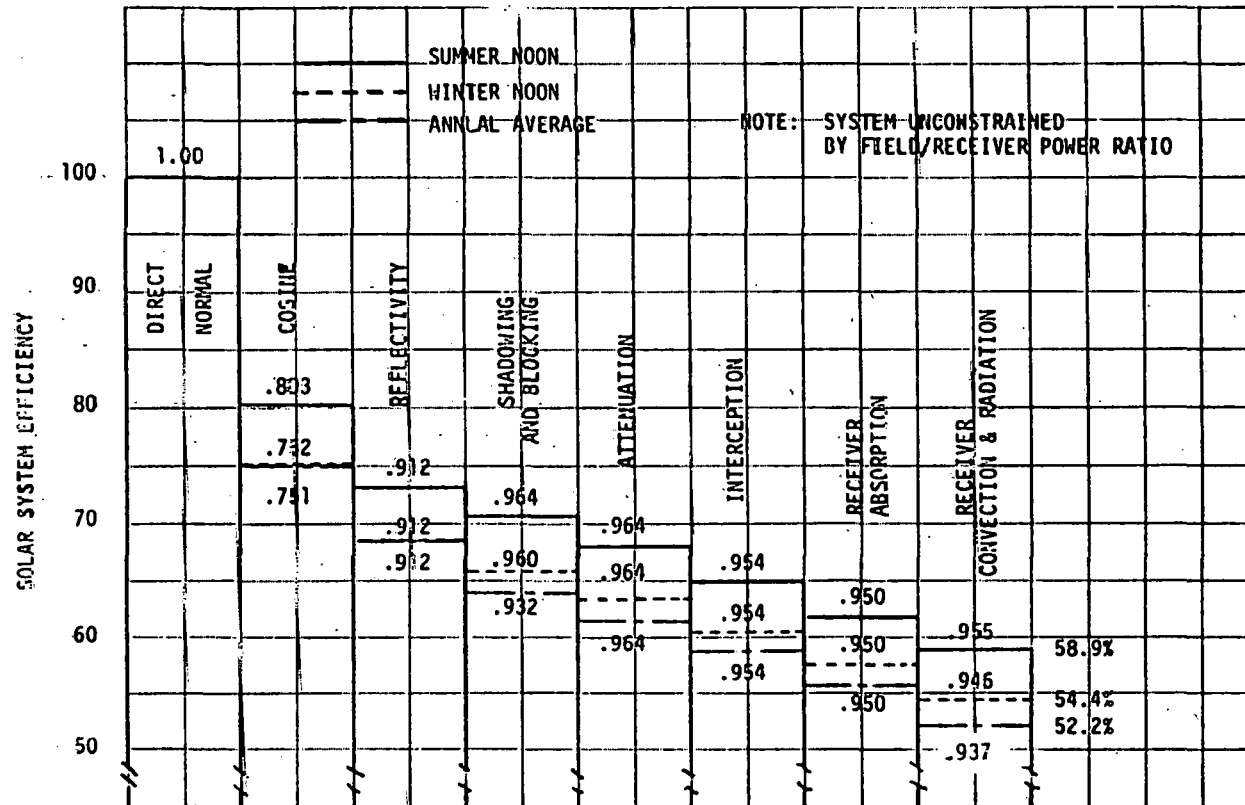 SUMMER NOON
WINTER NOON
ANNLAL AVERAGE
NOTE: SYSTEM UNCONSTRAINED
BY FIELD/RECEIVER POWER RATIO
SOLAR SYSTEM EFFICIENCY
100
90
80
70
60
50
1.00
DIRECT
NORMAL
COSINE
.803
.752
.751
REFLECTIVITY
.912
.912
.912
SHADOWING
AND BLOCKING
.964
.960
.932
ATTENUATION
.964
.964
.964
INTERCEPTION
.954
.954
.954
RECEIVER
ABSORPTION
.950
.950
.950
RECEIVER
CONVECTION & RADIATION
.955
.946
.937
58.9%
54.4%
52.2%